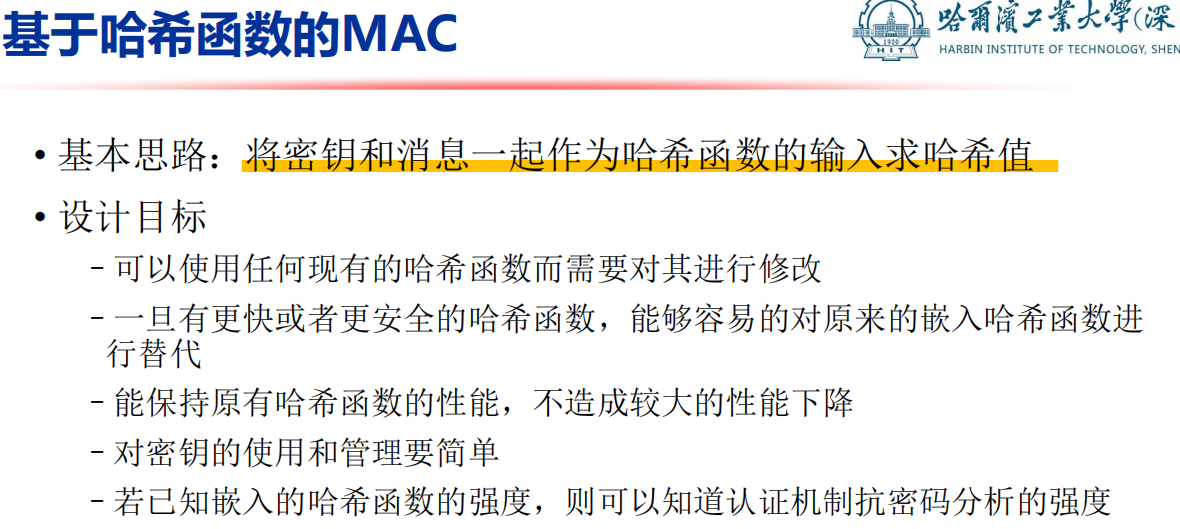 基于哈希函数的MAC
哈爾濱工業大學(深
1920
HIT
HARBIN INSTITUTE OF TECHNOLOGY, SHEN
• 基本思路：将密钥和消息一起作为哈希函数的输入求哈希值
• 设计目标
– 可以使用任何现有的哈希函数而需要对其进行修改
– 一旦有更快或者更安全的哈希函数，能够容易的对原来的嵌入哈希函数进
行替代
– 能保持原有哈希函数的性能，不造成较大的性能下降
– 对密钥的使用和管理要简单
– 若已知嵌入的哈希函数的强度，则可以知道认证机制抗密码分析的强度